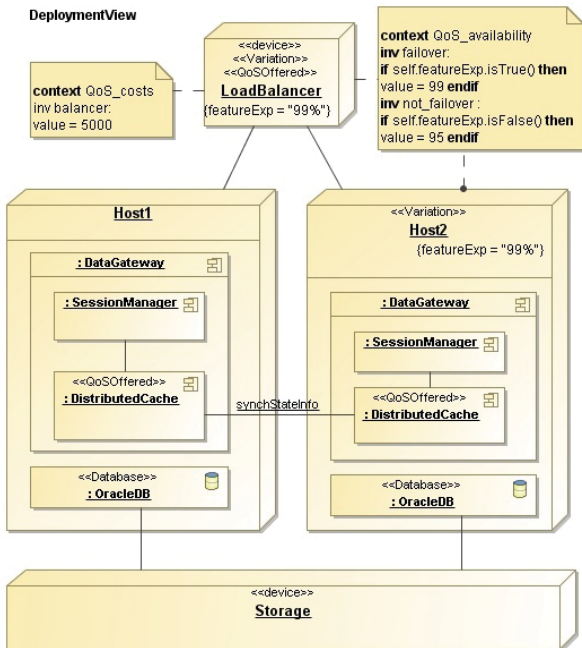 DeploymentView
<<device>>
<<Variation>>
<<QoSOffered>>
LoadBalancer
{featureExp = "99%"}
context QoS_costs
inv balancer:
value = 5000
context QoS_availability
inv failover:
if self.featureExp.isTrue() then
value = 99 endif
inv not_failover :
if self.featureExp.isFalse() then
value = 95 endif
Host1
: DataGateway
: SessionManager
<<QoSOffered>>
: DistributedCache
<<Database>>
: OracleDB
synchStateInfo
<<Variation>>
Host2
{featureExp = "99%"}
: DataGateway
: SessionManager
<<QoSOffered>>
: DistributedCache
<<Database>>
: OracleDB
<<device>>
Storage